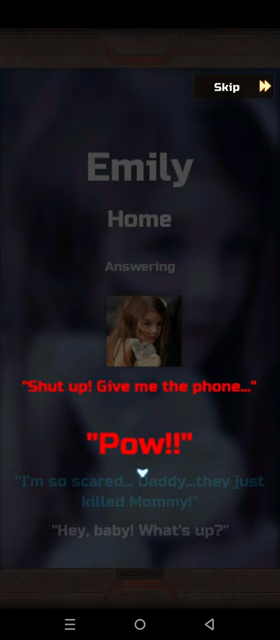 Skip
Emily
Home
Answering
"Shut up! Give me the phone..."
"Pow!!"
"I'm so scared... Daddy...they just
killed Mommy!"
"Hey, baby! What's up?"